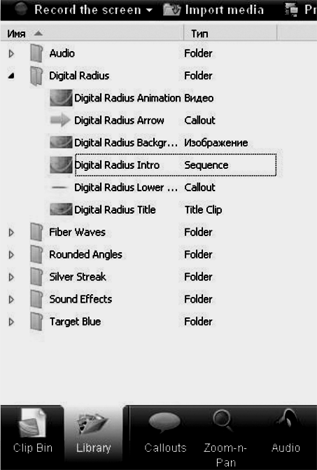 Record the screen Import media Pr
Имя Тип
Audio Folder
Digital Radius Folder
Digital Radius Animation Видео
Digital Radius Arrow Callout
Digital Radius Backgr... Изображение
Digital Radius Intro Sequence
Digital Radius Lower ... Callout
Digital Radius Title Title Clip
Fiber Waves Folder
Rounded Angles Folder
Silver Streak Folder
Sound Effects Folder
Target Blue Folder
Clip Bin Library Callouts Zoom-n-
Pan Audio